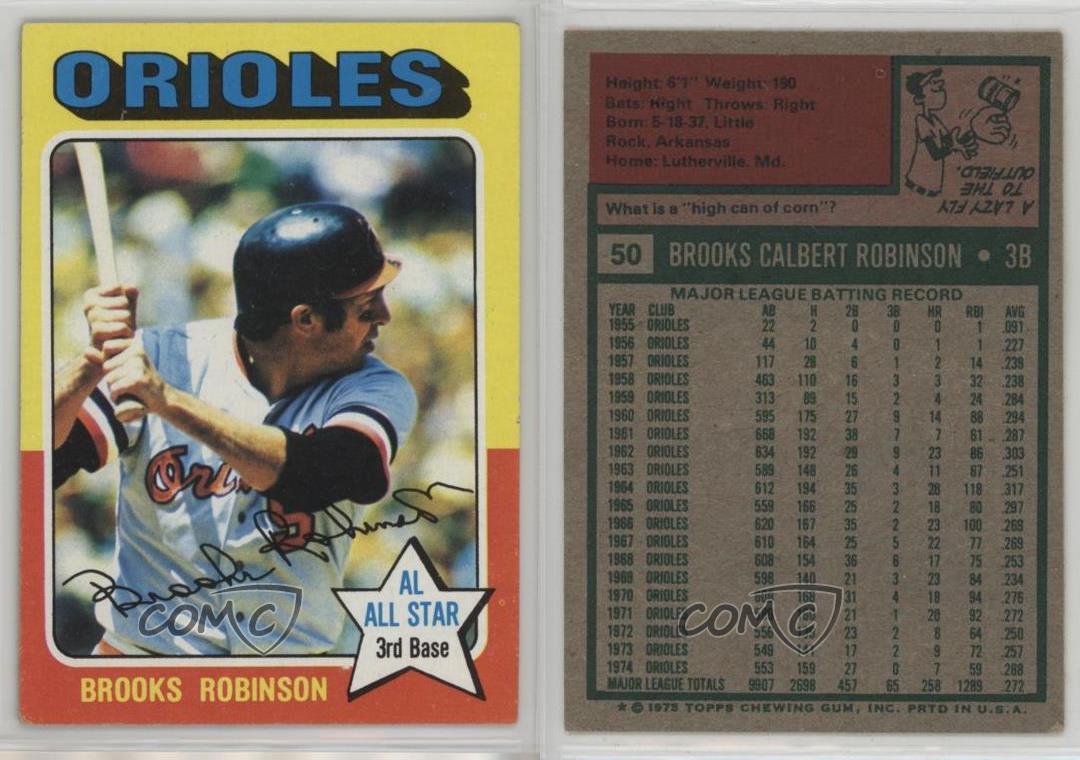 ORIOLES
Brooks Robinson
Orioles
AL
ALL STAR
3rd Base
BROOKS ROBINSON
COMC
Height: 6'1" Weight: 190
Bats: Right Throws: Right
Born: 5-18-37, Little
Rock, Arkansas
Home: Lutherville, Md.
A LAZY FLY
TO THE
OUTFIELD.
What is a "high can of corn"?
50 BROOKS CALBERT ROBINSON • 3B
MAJOR LEAGUE BATTING RECORD
YEAR CLUB AB H 2B 3B HR RBI AVG
1955 ORIOLES 22 2 0 0 0 1 .091
1956 ORIOLES 44 10 4 0 1 1 .227
1957 ORIOLES 117 28 6 1 2 14 .239
1958 ORIOLES 463 110 16 3 3 32 .238
1959 ORIOLES 313 89 15 2 4 24 .284
1960 ORIOLES 595 175 27 9 14 88 .294
1961 ORIOLES 668 192 38 7 7 61 .287
1962 ORIOLES 634 192 29 9 23 86 .303
1963 ORIOLES 589 148 26 4 11 67 .251
1964 ORIOLES 612 194 35 3 28 118 .317
1965 ORIOLES 559 166 25 2 18 80 .297
1966 ORIOLES 620 167 35 2 23 100 .269
1967 ORIOLES 610 164 25 5 22 77 .269
1968 ORIOLES 608 154 36 6 17 75 .253
1969 ORIOLES 598 140 21 3 23 84 .234
1970 ORIOLES 608 168 31 4 18 94 .276
1971 ORIOLES 21 1 20 92 .272
1972 ORIOLES 556 23 2 8 64 .250
1973 ORIOLES 549 141 17 2 9 72 .257
1974 ORIOLES 553 159 27 0 7 59 .288
MAJOR LEAGUE TOTALS 9907 2698 457 65 258 1289 .272
COMC
★ © 1975 TOPPS CHEWING GUM, INC. PRTD IN U.S.A.